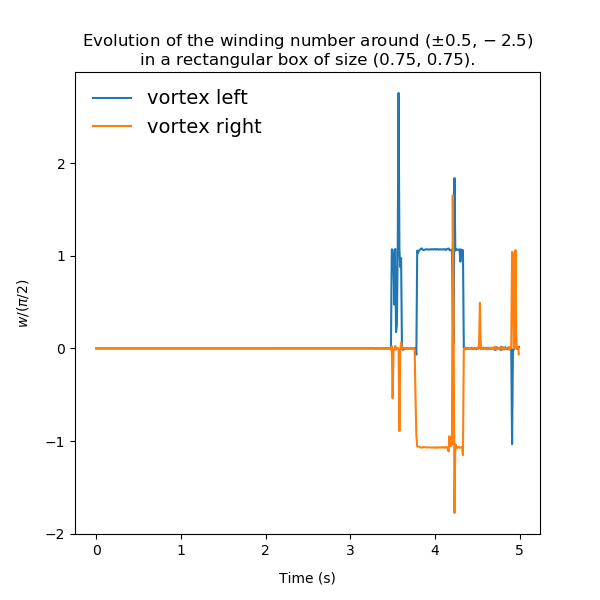 Evolution of the winding number around (±0.5, − 2.5)
in a rectangular box of size (0.75, 0.75).
vortex left
vortex right
2
1
0
−1
−2
w/(π/2)
0 1 2 3 4 5
Time (s)